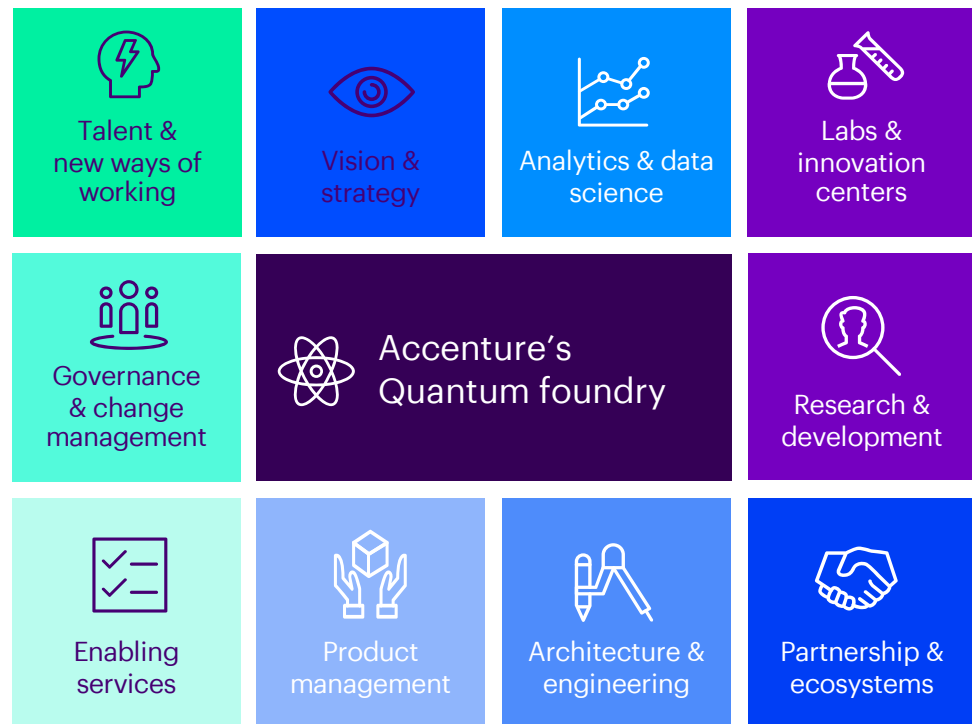 Talent &
new ways of
working
Vision &
strategy
Analytics & data
science
Labs &
innovation
centers
Governance
& change
management
Accenture’s
Quantum foundry
Research &
development
Enabling
services
Product
management
Architecture &
engineering
Partnership &
ecosystems